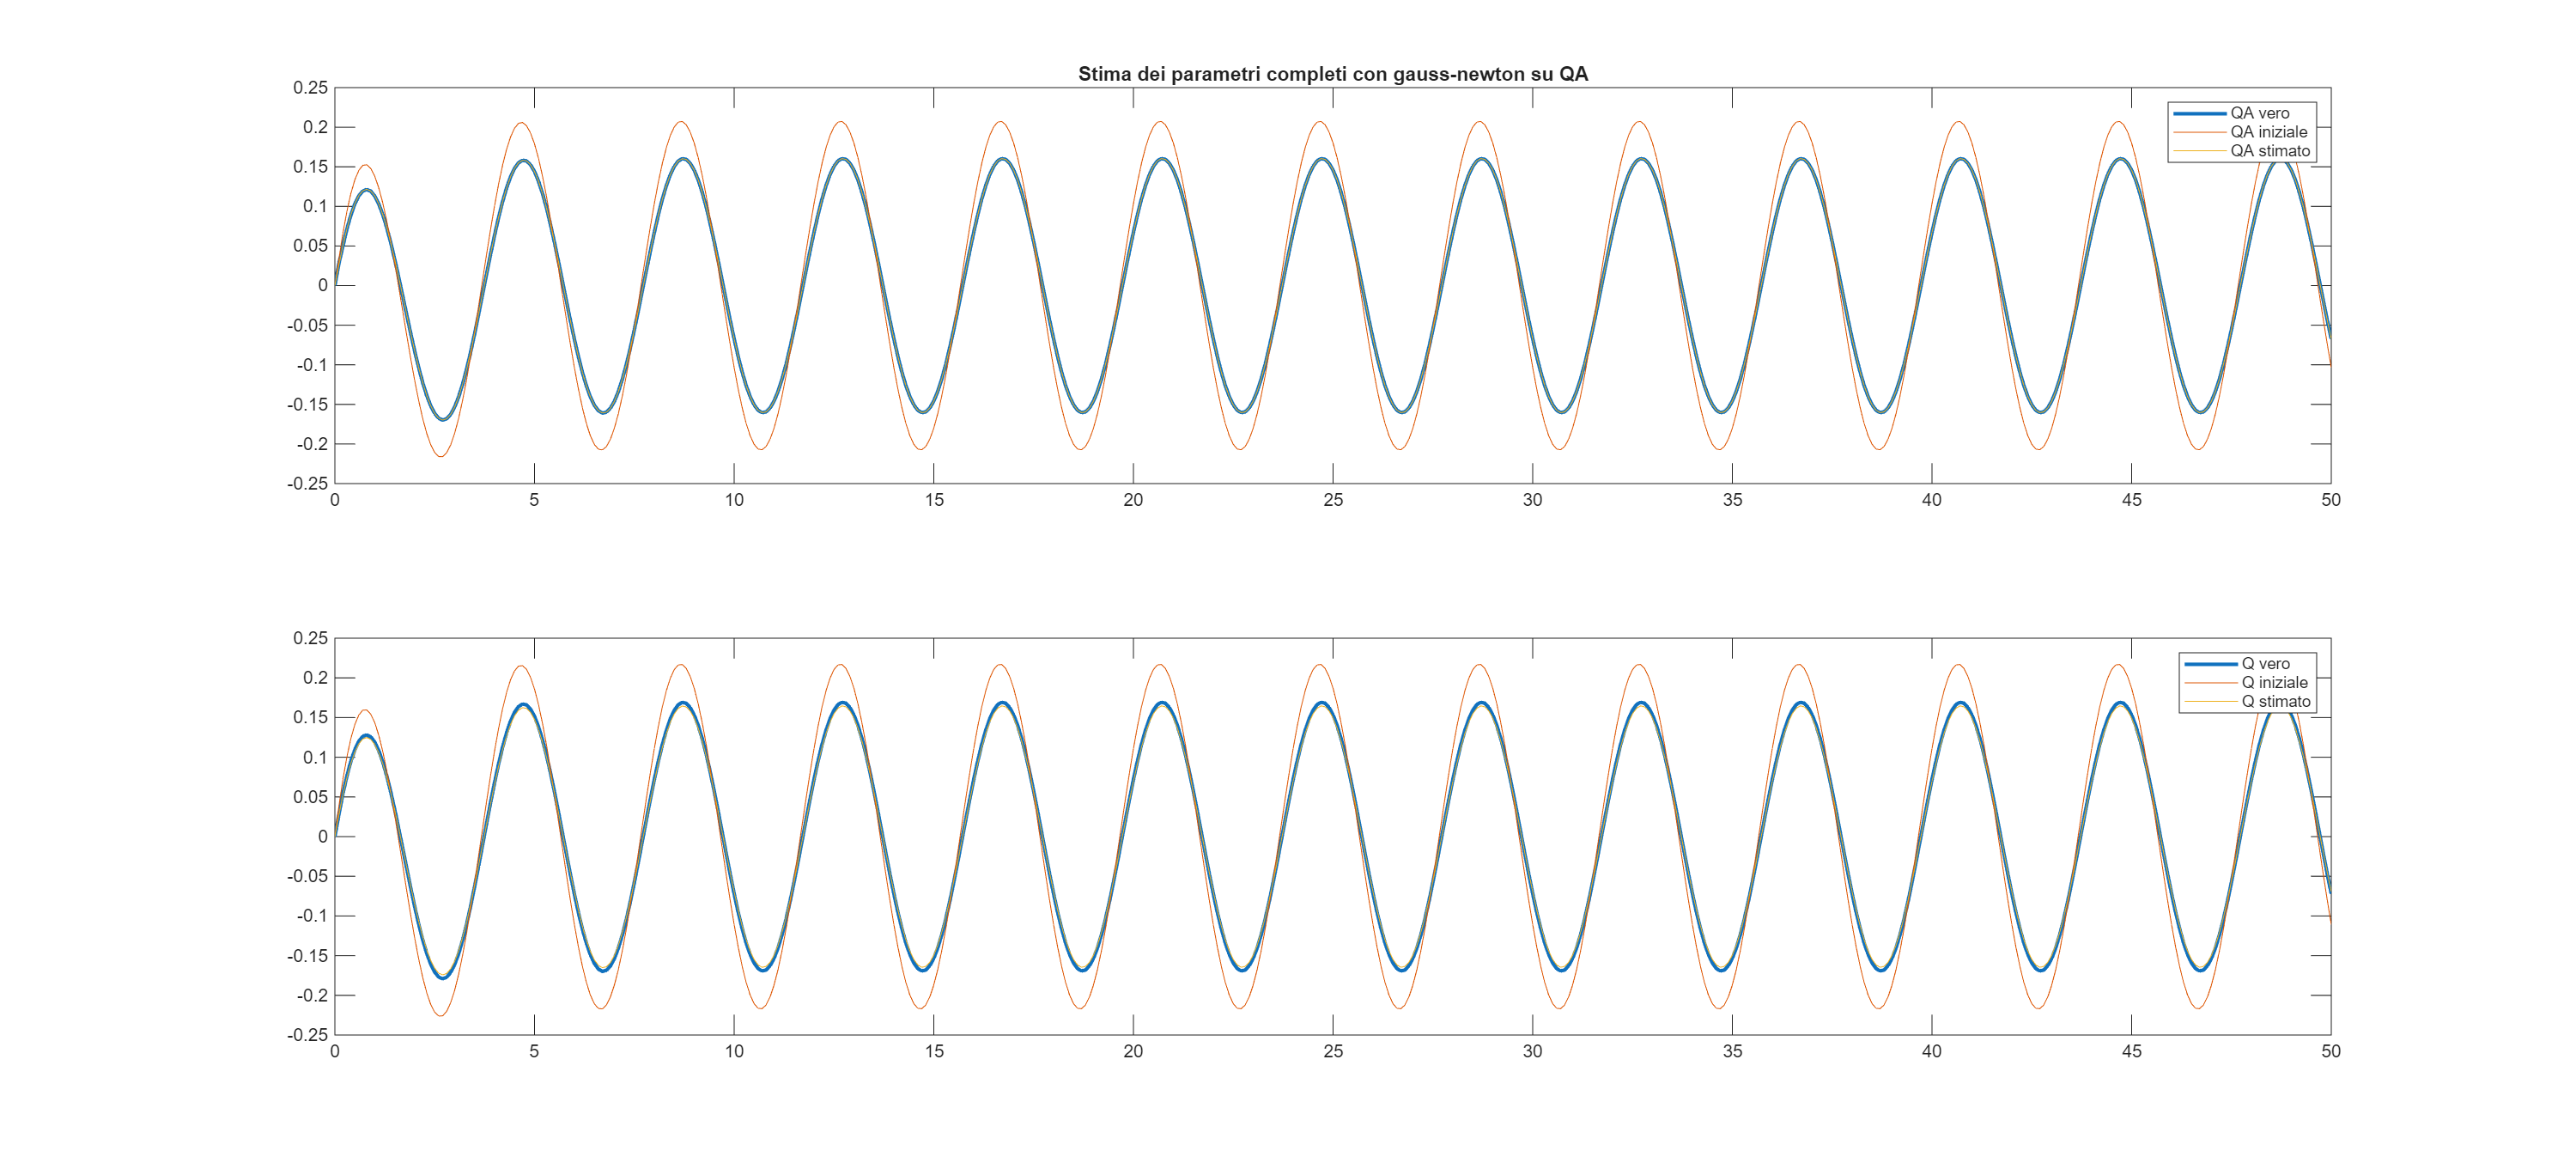 Stima dei parametri completi con gauss-newton su QA
0.25
0.2
0.15
0.1
0.05
0
-0.05
-0.1
-0.15
-0.2
-0.25
QA vero
QA iniziale
QA stimato
0 5 10 15 20 25 30 35 40 45 50
0.25
0.2
0.15
0.1
0.05
0
-0.05
-0.1
-0.15
-0.2
-0.25
Q vero
Q iniziale
Q stimato
0 5 10 15 20 25 30 35 40 45 50